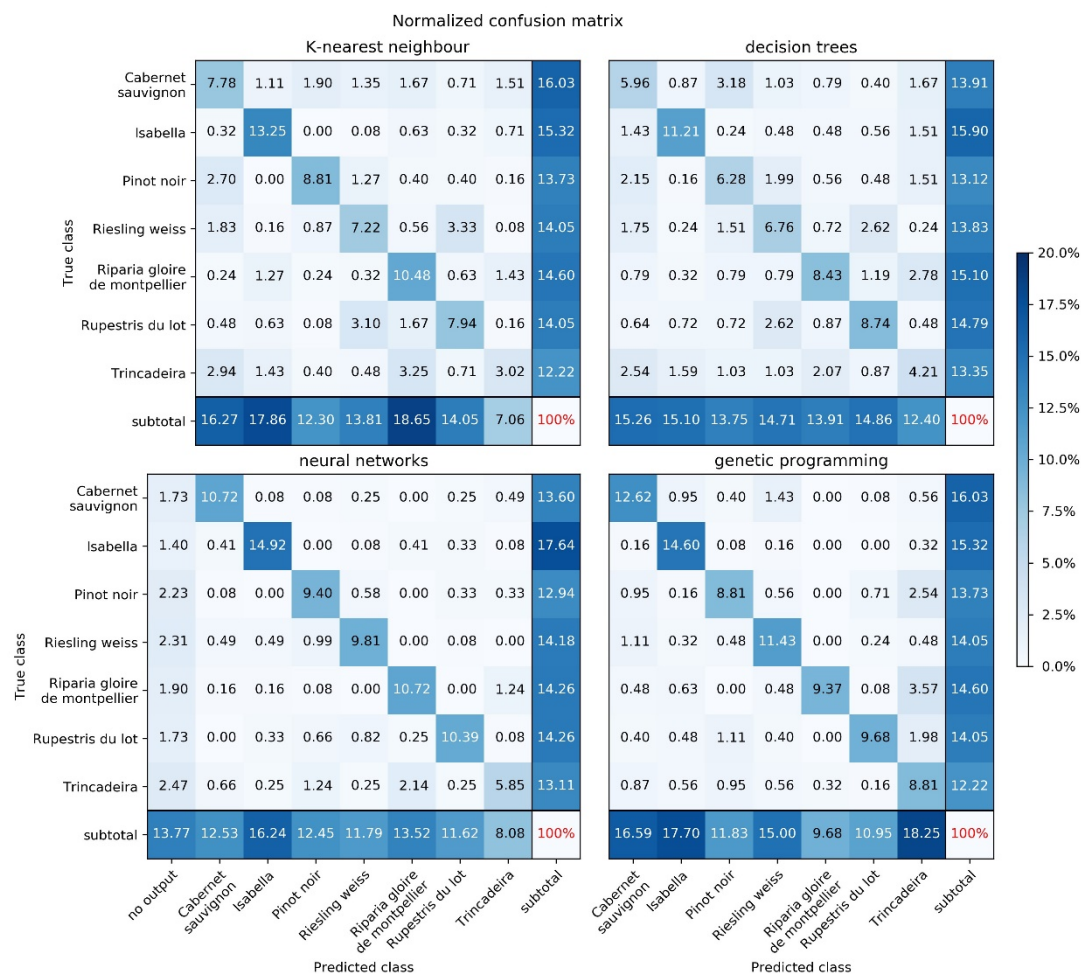 Normalized confusion matrix
K-nearest neighbour
True class
Cabernet
sauvignon
7.78 1.11 1.90 1.35 1.67 0.71 1.51 16.03
Isabella 0.32 13.25 0.00 0.08 0.63 0.32 0.71 15.32
Pinot noir 2.70 0.00 8.81 1.27 0.40 0.40 0.16 13.73
Riesling weiss 1.83 0.16 0.87 7.22 0.56 3.33 0.08 14.05
Riparia gloire
de montpellier
0.24 1.27 0.24 0.32 10.48 0.63 1.43 14.60
Rupestris du lot 0.48 0.63 0.08 3.10 1.67 7.94 0.16 14.05
Trincadeira 2.94 1.43 0.40 0.48 3.25 0.71 3.02 12.22
subtotal 16.27 17.86 12.30 13.81 18.65 14.05 7.06 100%
decision trees
5.96 0.87 3.18 1.03 0.79 0.40 1.67 13.91
1.43 11.21 0.24 0.48 0.48 0.56 1.51 15.90
2.15 0.16 6.28 1.99 0.56 0.48 1.51 13.12
1.75 0.24 1.51 6.76 0.72 2.62 0.24 13.83
0.79 0.32 0.79 0.79 8.43 1.19 2.78 15.10
0.64 0.72 0.72 2.62 0.87 8.74 0.48 14.79
2.54 1.59 1.03 1.03 2.07 0.87 4.21 13.35
15.26 15.10 13.75 14.71 13.91 14.86 12.40 100%
neural networks
True class
Cabernet
sauvignon
1.73 10.72 0.08 0.08 0.25 0.00 0.25 0.49 13.60
Isabella 1.40 0.41 14.92 0.00 0.08 0.41 0.33 0.08 17.64
Pinot noir 2.23 0.08 0.00 9.40 0.58 0.00 0.33 0.33 12.94
Riesling weiss 2.31 0.49 0.49 0.99 9.81 0.00 0.08 0.00 14.18
Riparia gloire
de montpellier
1.90 0.16 0.16 0.08 0.00 10.72 0.00 1.24 14.26
Rupestris du lot 1.73 0.00 0.33 0.66 0.82 0.25 10.39 0.08 14.26
Trincadeira 2.47 0.66 0.25 1.24 0.25 2.14 0.25 5.85 13.11
subtotal 13.77 12.53 16.24 12.45 11.79 13.52 11.62 8.08 100%
no output
Cabernet
sauvignon
Isabella
Pinot noir
Riesling weiss
Riparia gloire
de montpellier
Rupestris du lot
Trincadeira
subtotal
Predicted class
genetic programming
12.62 0.95 0.40 1.43 0.00 0.08 0.56 16.03
0.16 14.60 0.08 0.16 0.00 0.00 0.32 15.32
0.95 0.16 8.81 0.56 0.00 0.71 2.54 13.73
1.11 0.32 0.48 11.43 0.00 0.24 0.48 14.05
0.48 0.63 0.00 0.48 9.37 0.08 3.57 14.60
0.40 0.48 1.11 0.40 0.00 9.68 1.98 14.05
0.87 0.56 0.95 0.56 0.32 0.16 8.81 12.22
16.59 17.70 11.83 15.00 9.68 10.95 18.25 100%
Cabernet
sauvignon
Isabella
Pinot noir
Riesling weiss
Riparia gloire
de montpellier
Rupestris du lot
Trincadeira
subtotal
Predicted class
20.0%
17.5%
15.0%
12.5%
10.0%
7.5%
5.0%
2.5%
0.0%